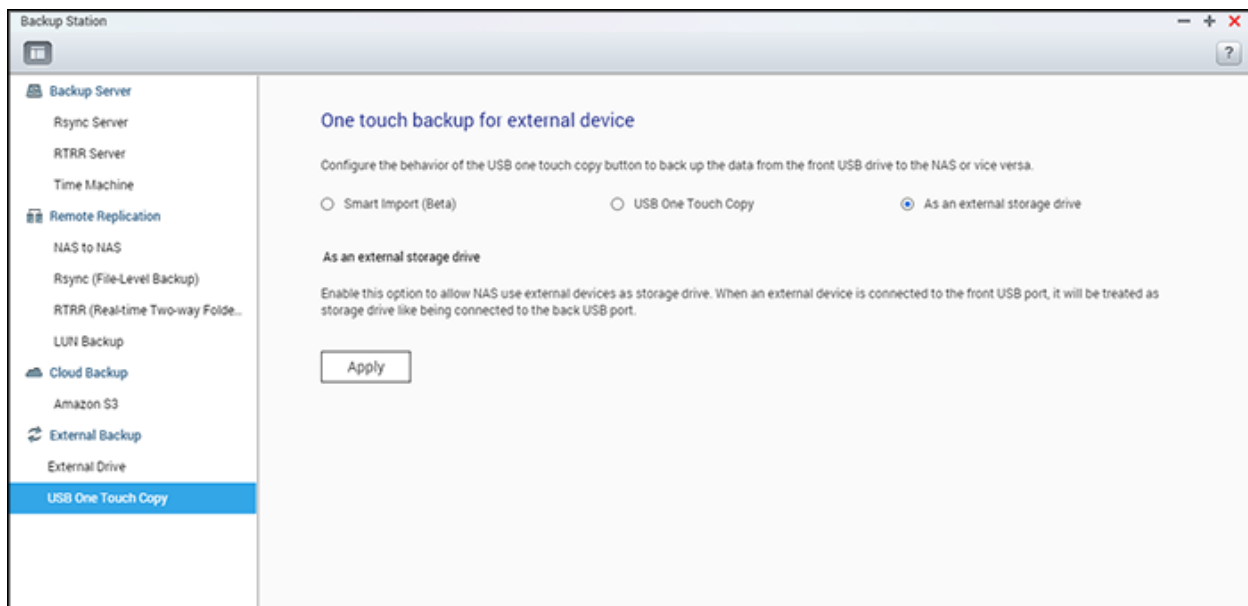 Backup Station
?
Backup Server
Rsync Server
RTRR Server
Time Machine
Remote Replication
NAS to NAS
Rsync (File-Level Backup)
RTRR (Real-time Two-way Folde...
LUN Backup
Cloud Backup
Amazon S3
External Backup
External Drive
USB One Touch Copy
One touch backup for external device
Configure the behavior of the USB one touch copy button to back up the data from the front USB drive to the NAS or vice versa.
Smart Import (Beta) USB One Touch Copy As an external storage drive
As an external storage drive
Enable this option to allow NAS use external devices as storage drive. When an external device is connected to the front USB port, it will be treated as
storage drive like being connected to the back USB port.
Apply